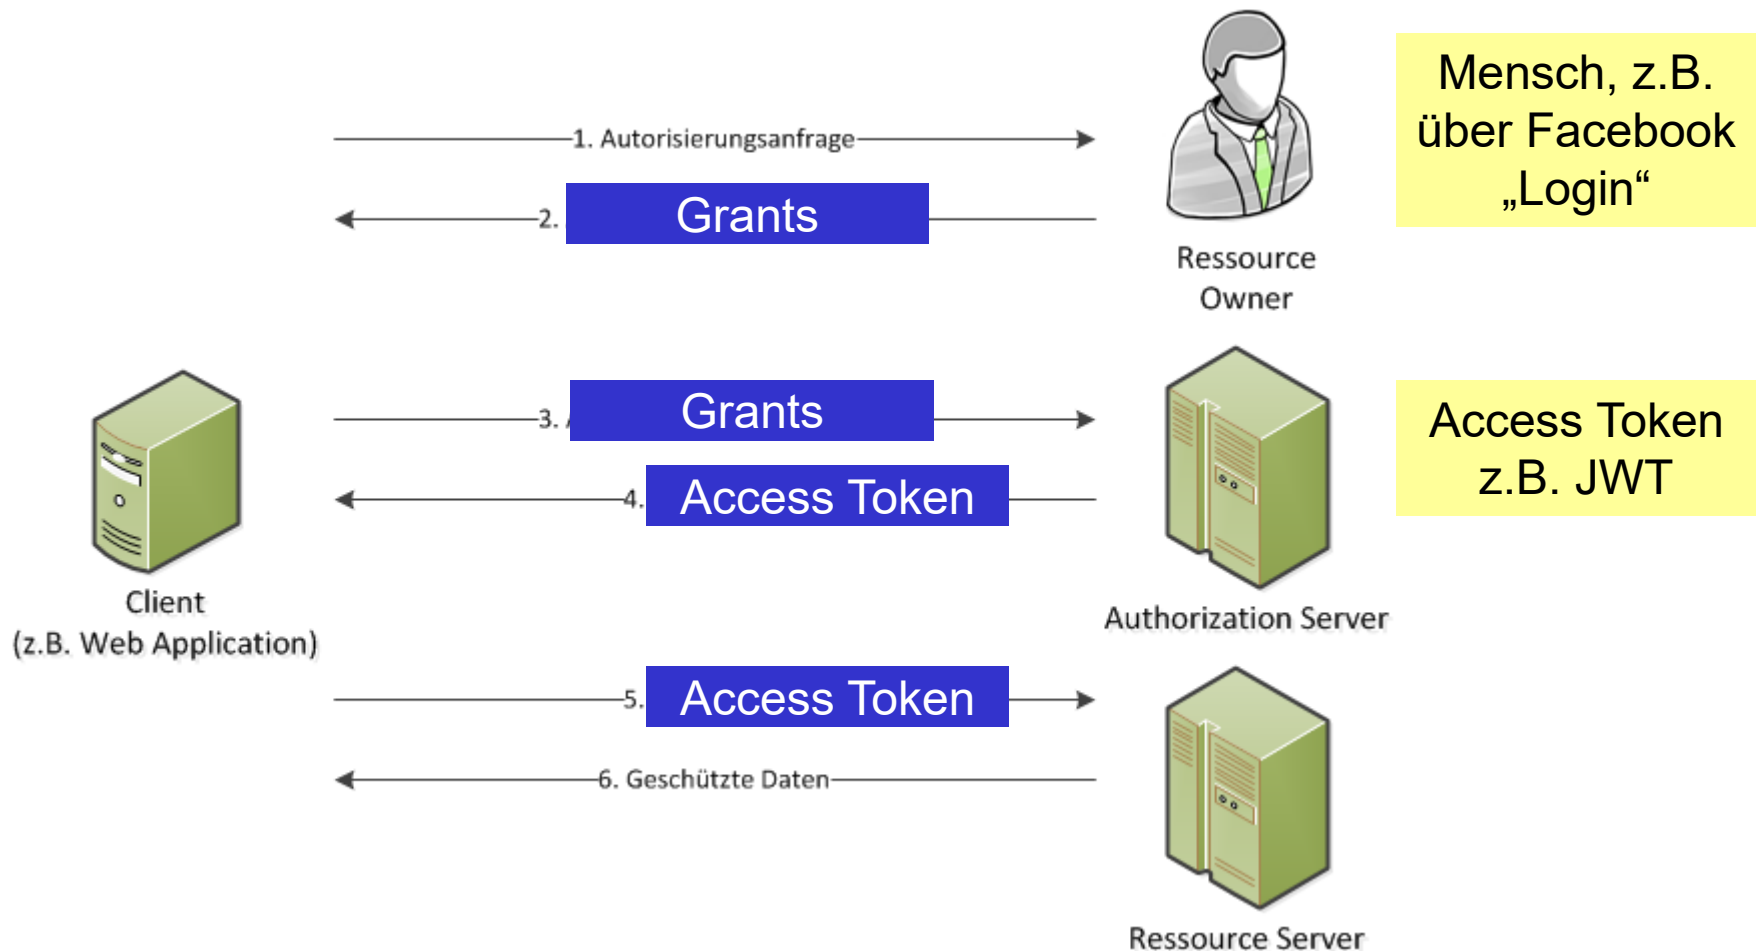 1. Autorisierungsanfrage
Mensch, z.B.
über Facebook
„Login“
2. Grants
Ressource
Owner
3. Grants
Access Token
z.B. JWT
4. Access Token
Client
(z.B. Web Application)
Authorization Server
5. Access Token
6. Geschützte Daten
Ressource Server